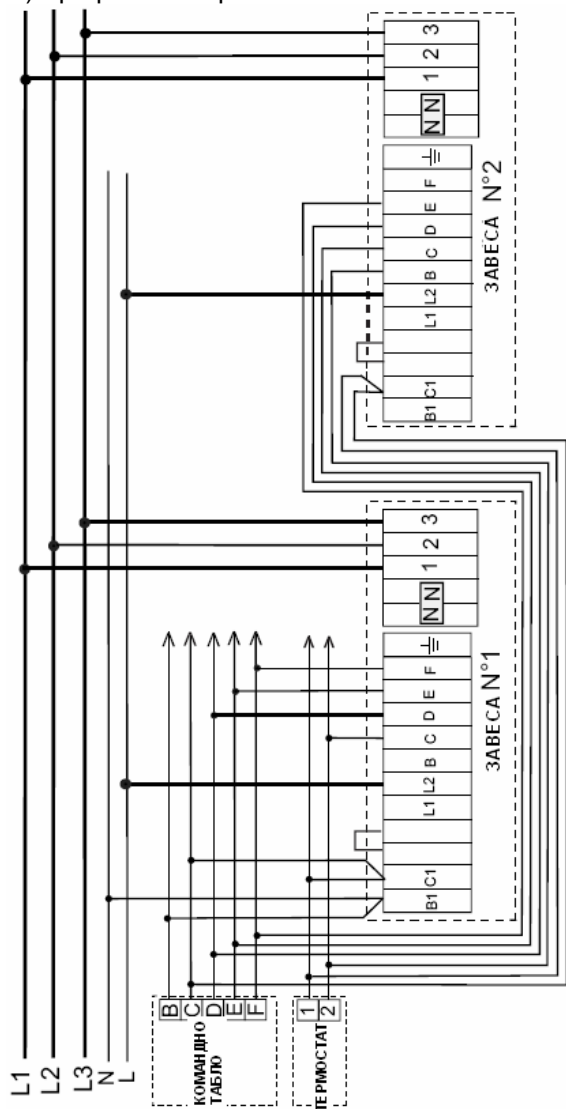 L1
L2
L3
N
L
КОМАНДНО
ТАБЛО
B
C
D
E
F
ТЕРМОСТАТ
1
2
B1 C1 L1 L2 B C D E F
N N 1 2 3
ЗАВЕСА N°1
B1 C1 L1 L2 B C D E F
N N 1 2 3
ЗАВЕСА N°2